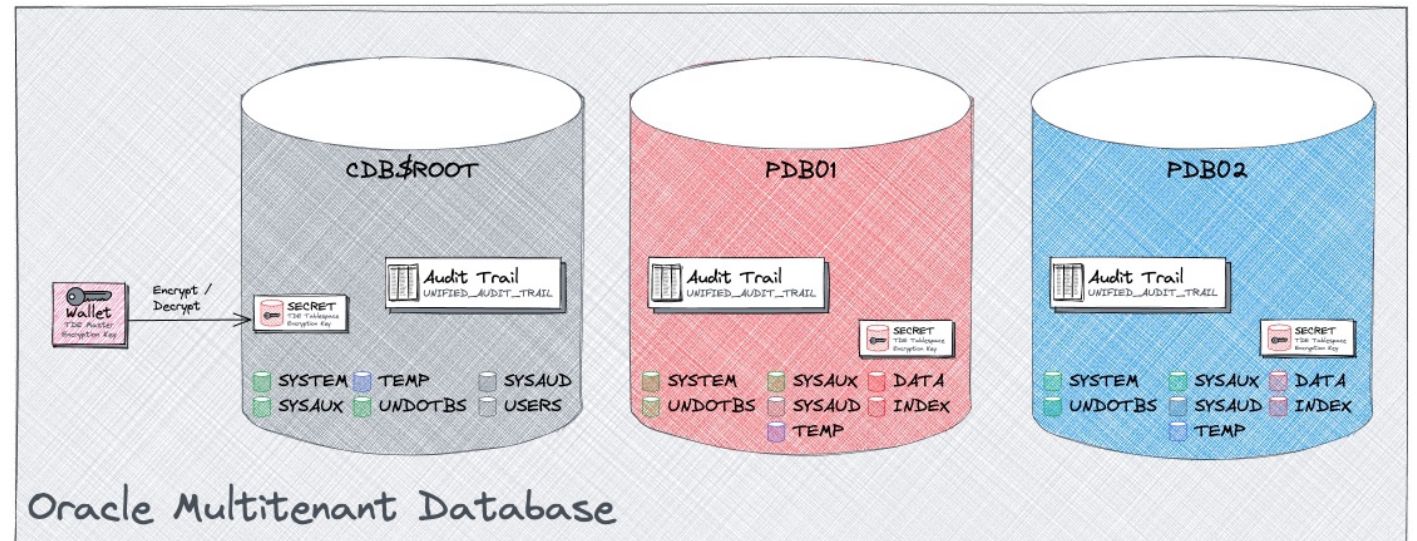 CDB$ROOT
PDB01
PDB02
Audit Trail
UNIFIED_AUDIT_TRAIL
Audit Trail
UNIFIED_AUDIT_TRAIL
Audit Trail
UNIFIED_AUDIT_TRAIL
Wallet
TDE Master
Encryption Key
Encrypt /
Decrypt
SECRET
TDE Tablespace
Encryption Key
SECRET
TDE Tablespace
Encryption Key
SECRET
TDE Tablespace
Encryption Key
SYSTEM TEMP SYSAUD
SYSAUX UNDOTBS USERS
SYSTEM SYSAUX DATA
UNDOTBS SYSAUD INDEX
TEMP
SYSTEM SYSAUX DATA
UNDOTBS SYSAUD INDEX
TEMP
Oracle Multitenant Database